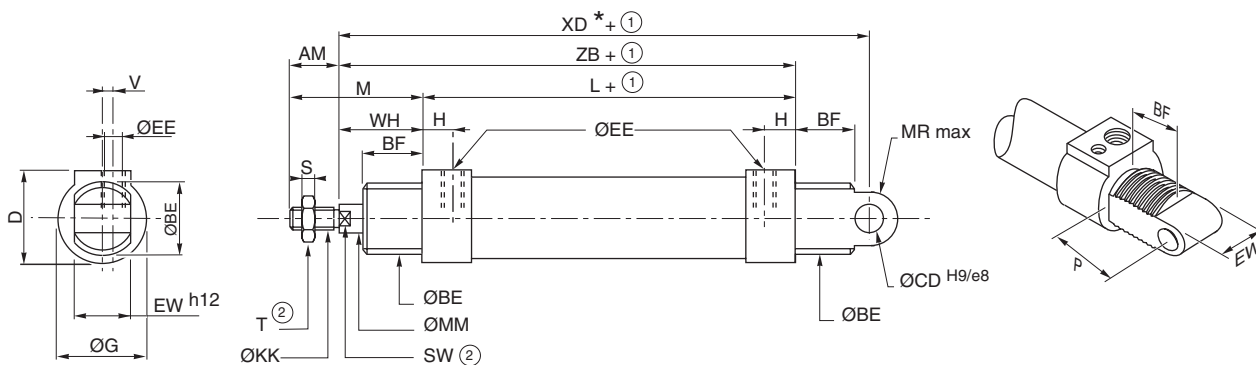 XD * + ①
AM
ZB + ①
V
M
L + ①
ØEE
WH
H
ØEE
H
BF
MR max
BF
BF
S
D
ØBE
EW
P
ØCD H9/e8
EW h12
ØBE
ØBE
T ②
ØMM
ØG
ØKK
SW ②